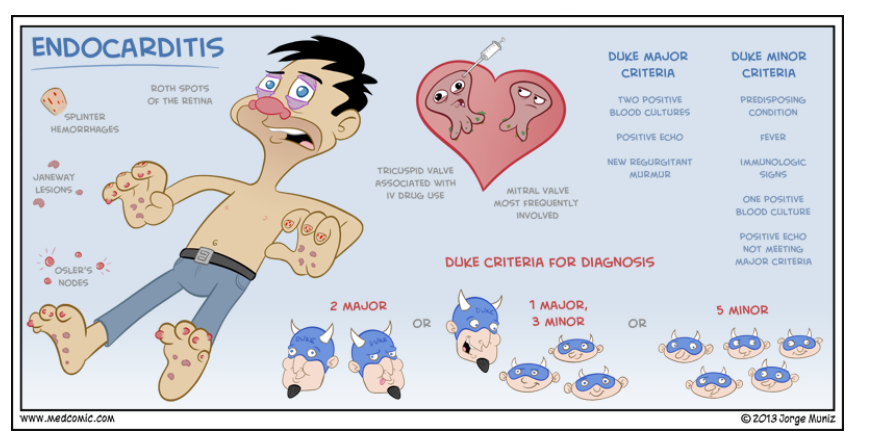 ENDOCARDITIS
SPLINTER
HEMORRHAGES
ROTH SPOTS
OF THE RETINA
JANEWAY
LESIONS
OSLER'S
NODES
TRICUSPID VALVE
ASSOCIATED WITH
IV DRUG USE
MITRAL VALVE
MOST FREQUENTLY
INVOLVED
DUKE MAJOR
CRITERIA
TWO POSITIVE
BLOOD CULTURES
POSITIVE ECHO
NEW REGURGITANT
MURMUR
DUKE MINOR
CRITERIA
PREDISPOSING
CONDITION
FEVER
IMMUNOLOGIC
SIGNS
ONE POSITIVE
BLOOD CULTURE
POSITIVE ECHO
NOT MEETING
MAJOR CRITERIA
DUKE CRITERIA FOR DIAGNOSIS
2 MAJOR
DUKE
DUKE
OR
1 MAJOR,
3 MINOR
DUKE
OR
5 MINOR
www.medcomic.com
© 2013 Jorge Muniz